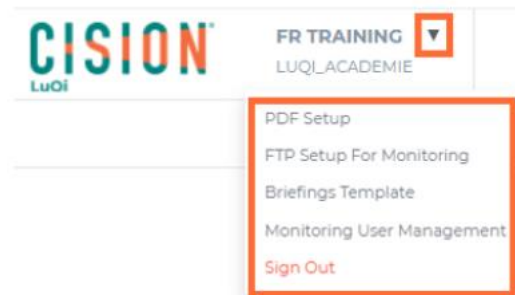 CISION
LuQi
FR TRAINING ▼
LUQI_ACADEMIE
PDF Setup
FTP Setup For Monitoring
Briefings Template
Monitoring User Management
Sign Out